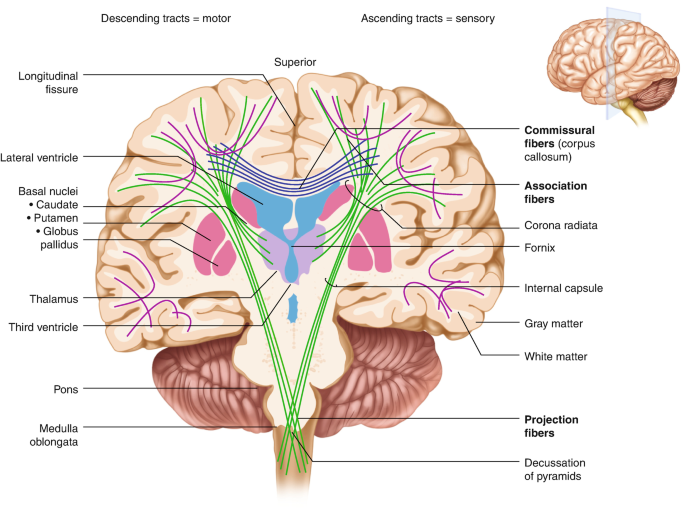 Descending tracts = motor
Ascending tracts = sensory
Superior
Longitudinal
fissure
Lateral ventricle
Basal nuclei
• Caudate
• Putamen
• Globus
pallidus
Thalamus
Third ventricle
Pons
Medulla
oblongata
Commissural
fibers (corpus
callosum)
Association
fibers
Corona radiata
Fornix
Internal capsule
Gray matter
White matter
Projection
fibers
Decussation
of pyramids